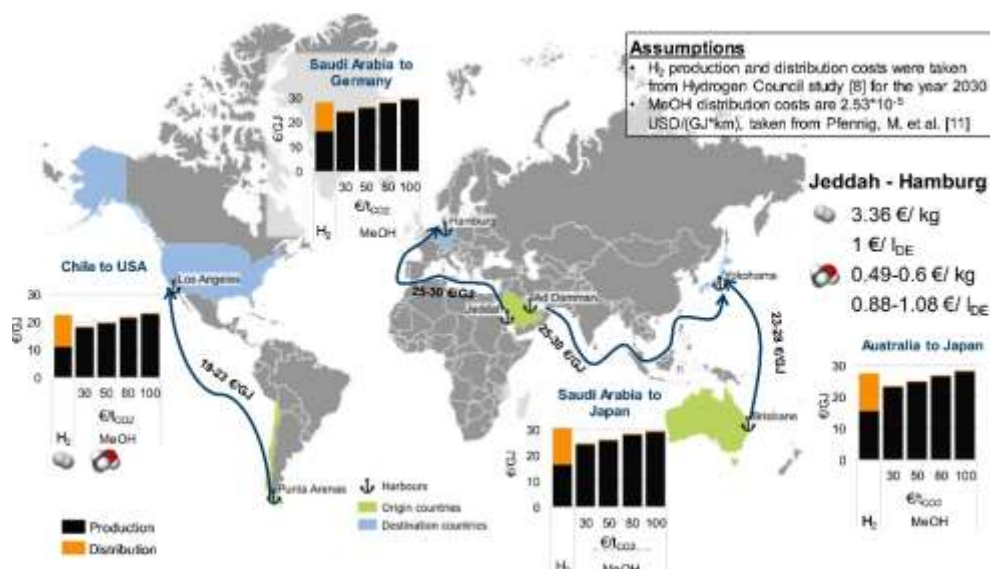 Saudi Arabia to
Germany
30
20
10
0
€/GJ
30 50 80 100
€/tCO2
H2
MeOH
Assumptions
• H2 production and distribution costs were taken
from Hydrogen Council study [8] for the year 2030
• MeOH distribution costs are 2.53*10-5
USD/(GJ*km), taken from Pfennig, M. et al. [11]
Jeddah - Hamburg
3.36 €/ kg
1 €/ lDE
0.49-0.6 €/ kg
0.88-1.08 €/ lDE
Hamburg
Los Angeles
Yokohama
Jeddah
Ad Dammam
Brisbane
Punta Arenas
25-30 €/GJ
25-30 €/GJ
23-28 €/GJ
19-23 €/GJ
Chile to USA
30
20
10
0
€/GJ
30 50 80 100
€/tCO2
H2
MeOH
Saudi Arabia to
Japan
30
20
10
0
€/GJ
30 50 80 100
€/tCO2
H2
MeOH
Australia to Japan
30
20
10
0
€/GJ
30 50 80 100
€/tCO2
H2
MeOH
Harbours
Origin countries
Destination countries
Production
Distribution